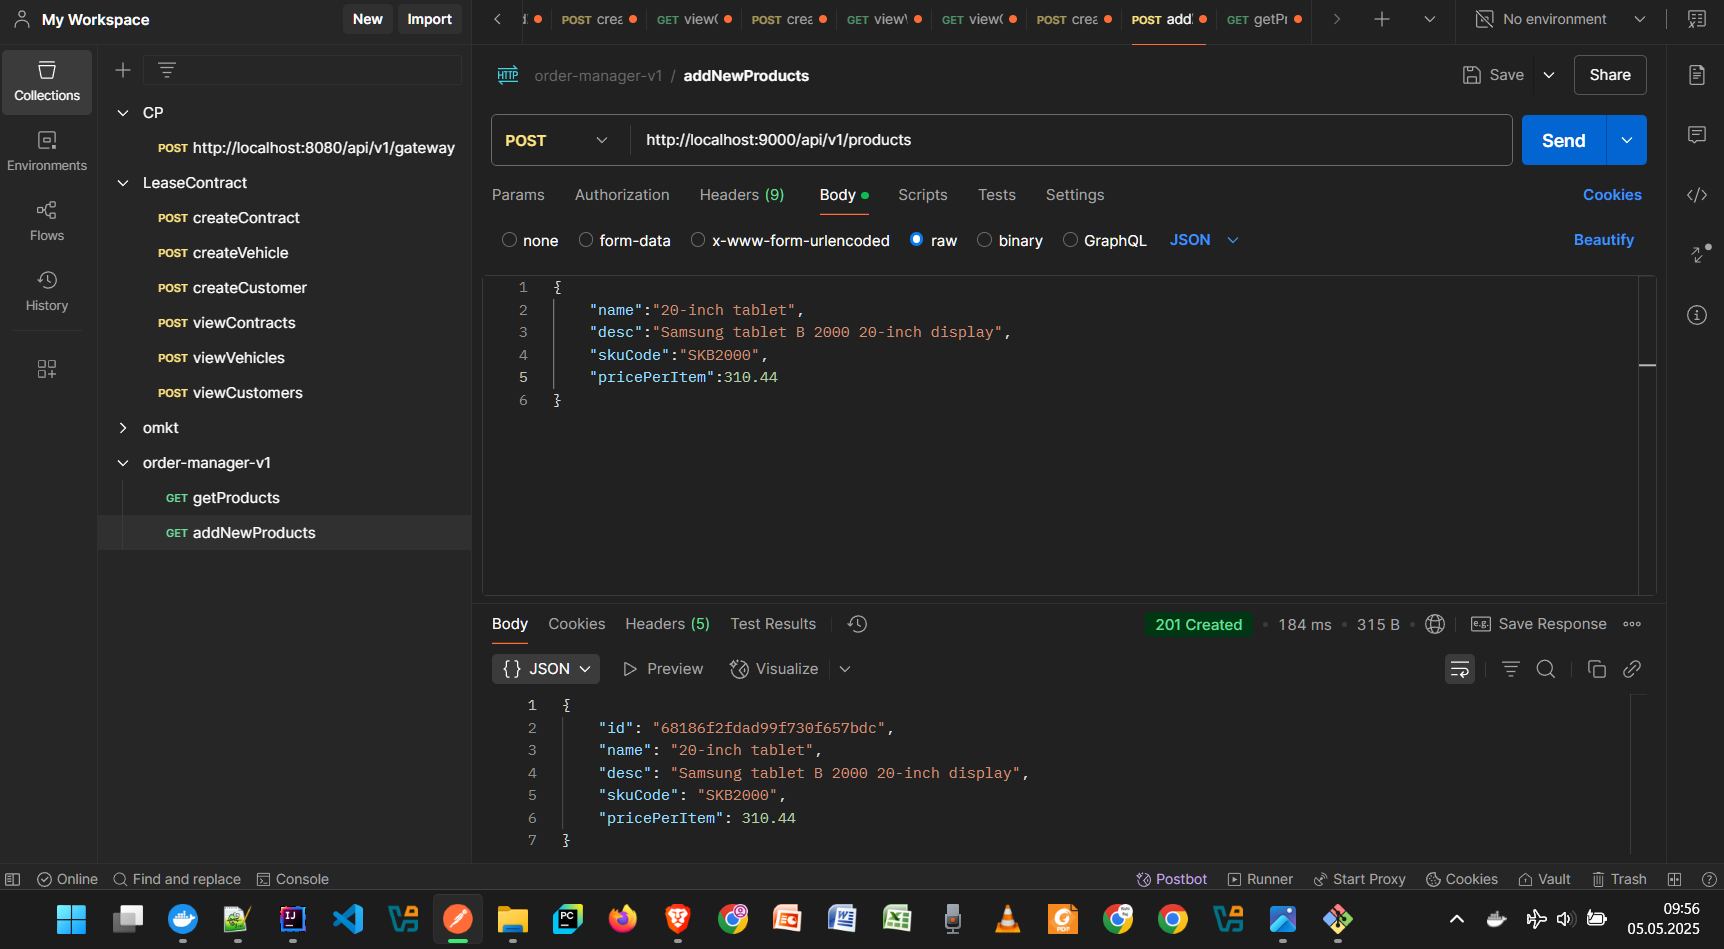 My Workspace
New
Import
POST crea
GET view
POST crea
GET view
GET view
POST crea
POST add
GET getPr
No environment
Collections
Environments
Flows
History
CP
POST http://localhost:8080/api/v1/gateway
LeaseContract
POST createContract
POST createVehicle
POST createCustomer
POST viewContracts
POST viewVehicles
POST viewCustomers
omkt
order-manager-v1
GET getProducts
GET addNewProducts
HTTP order-manager-v1 / addNewProducts
Save
Share
POST
http://localhost:9000/api/v1/products
Send
Params Authorization Headers (9) Body Scripts Tests Settings
Cookies
none form-data x-www-form-urlencoded raw binary GraphQL JSON
Beautify
1 {
2 "name":"20-inch tablet",
3 "desc":"Samsung tablet B 2000 20-inch display",
4 "skuCode":"SKB2000",
5 "pricePerItem":310.44
6 }
Body Cookies Headers (5) Test Results
201 Created • 184 ms • 315 B
e.g. Save Response
{} JSON Preview Visualize
1 {
2 "id": "68186f2fdad99f730f657bdc",
3 "name": "20-inch tablet",
4 "desc": "Samsung tablet B 2000 20-inch display",
5 "skuCode": "SKB2000",
6 "pricePerItem": 310.44
7 }
Online Find and replace Console
Postbot Runner Start Proxy Cookies Vault Trash
09:56
05.05.2025